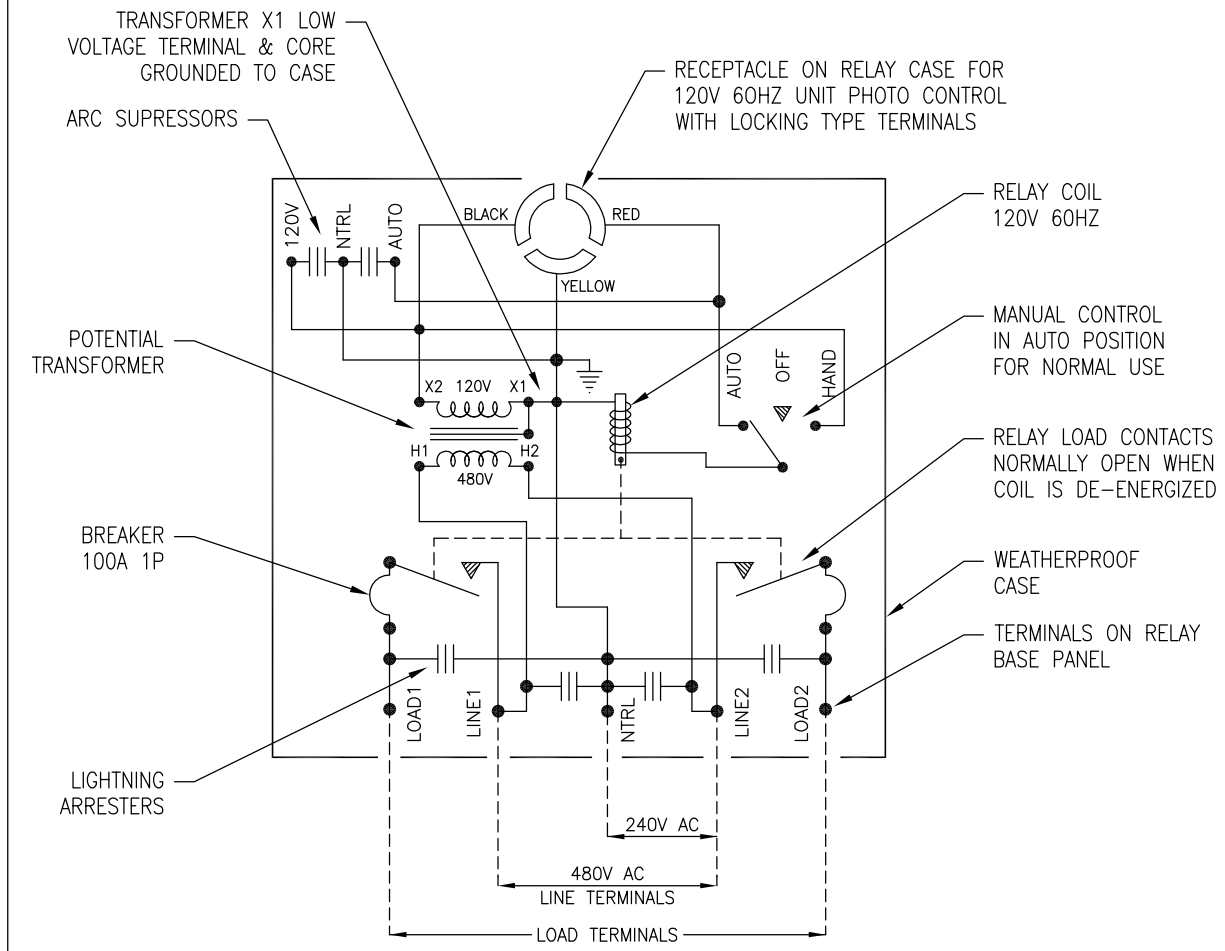 TRANSFORMER X1 LOW
VOLTAGE TERMINAL & CORE
GROUNDED TO CASE
ARC SUPRESSORS
RECEPTACLE ON RELAY CASE FOR
120V 60HZ UNIT PHOTO CONTROL
WITH LOCKING TYPE TERMINALS
RELAY COIL
120V 60HZ
BLACK
RED
YELLOW
120V
NTRL
AUTO
POTENTIAL
TRANSFORMER
MANUAL CONTROL
IN AUTO POSITION
FOR NORMAL USE
AUTO
OFF
HAND
X2 120V X1
H1 H2
480V
RELAY LOAD CONTACTS
NORMALLY OPEN WHEN
COIL IS DE-ENERGIZED
BREAKER
100A 1P
WEATHERPROOF
CASE
TERMINALS ON RELAY
BASE PANEL
LOAD1
LINE1
NTRL
LINE2
LOAD2
LIGHTNING
ARRESTERS
240V AC
480V AC
LINE TERMINALS
LOAD TERMINALS